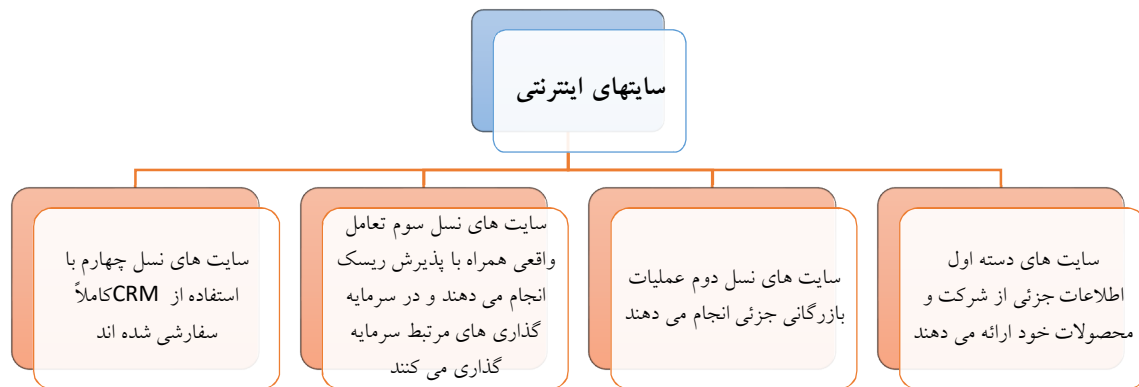 سایتهای اینترنتی
سایت های دسته اول
اطلاعات جزئی از شرکت و
محصولات خود ارائه می دهند
سایت های نسل دوم عملیات
بازرگانی جزئی انجام می دهند
سایت های نسل سوم تعامل
واقعی همراه با پذیرش ریسک
انجام می دهند و در سرمایه
گذاری های مرتبط سرمایه
گذاری می کنند
سایت های نسل چهارم با
استفاده از CRMکاملاً
سفارشی شده اند